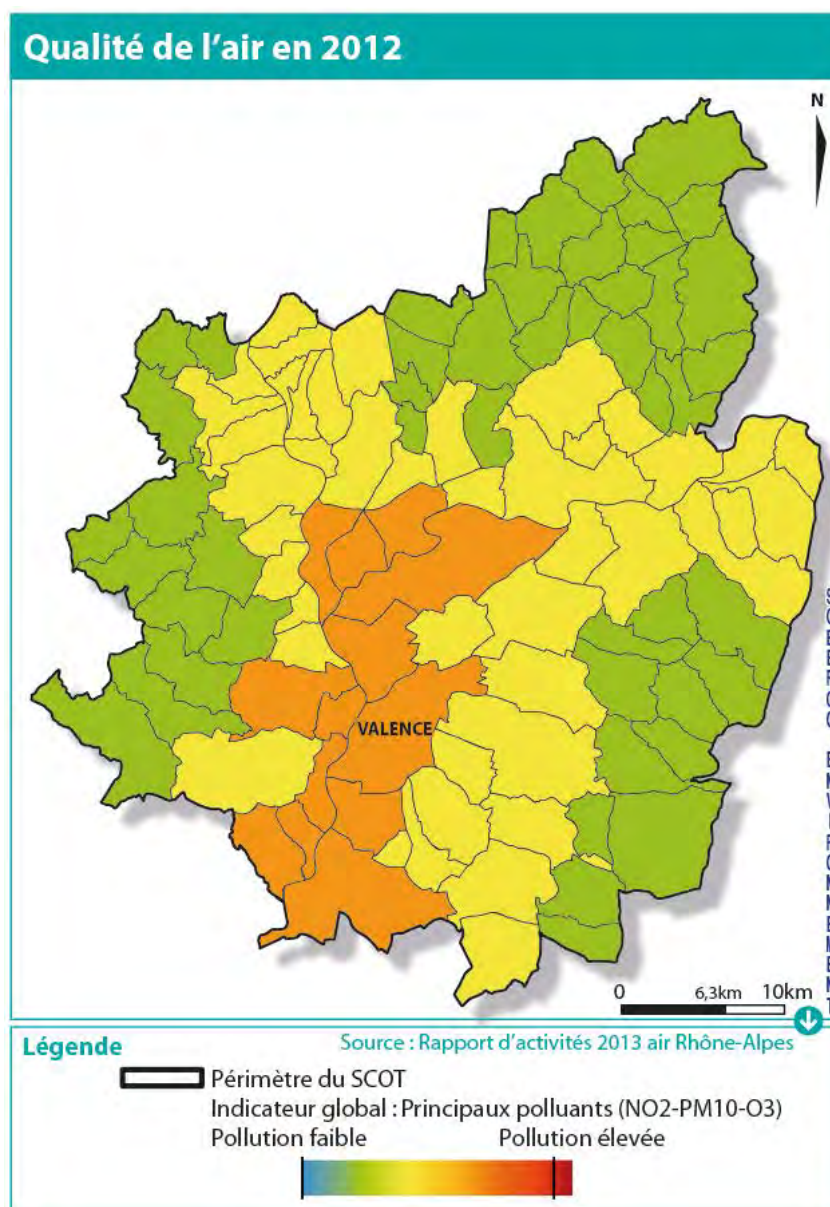 Qualité de l'air en 2012
N
VALENCE
0 6,3km 10km
Légende
Source : Rapport d'activités 2013 air Rhône-Alpes
Périmètre du SCOT
Indicateur global : Principaux polluants (NO2-PM10-O3)
Pollution faible Pollution élevée